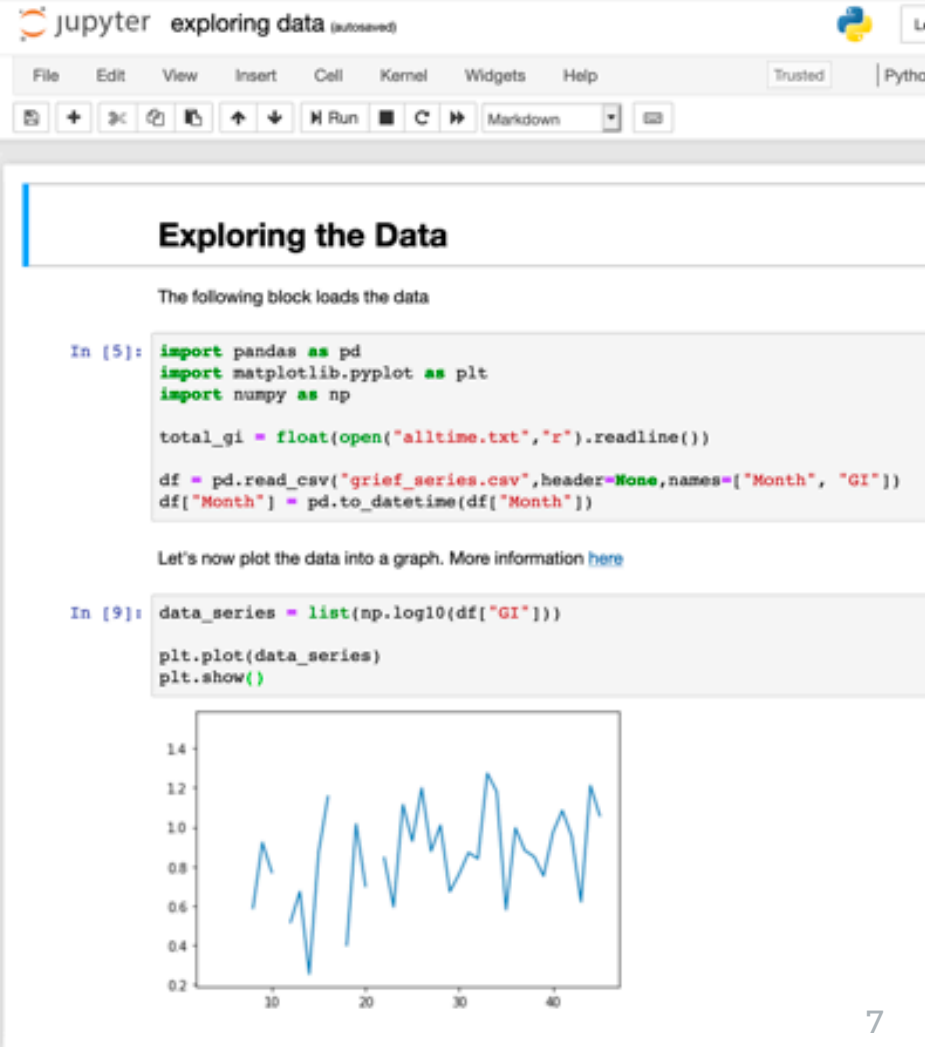 jupyter exploring data (autosaved)
File Edit View Insert Cell Kernel Widgets Help Trusted
Run Markdown
Exploring the Data
The following block loads the data
In [5]: import pandas as pd
import matplotlib.pyplot as plt
import numpy as np
total_gi = float(open("alltime.txt","r").readline())
df = pd.read_csv("grief_series.csv",header=None,names=["Month", "GI"])
df["Month"] = pd.to_datetime(df["Month"])
Let's now plot the data into a graph. More information here
In [9]: data_series = list(np.log10(df["GI"]))
plt.plot(data_series)
plt.show()
1.4
1.2
1.0
0.8
0.6
0.4
0.2
10 20 30 40
7